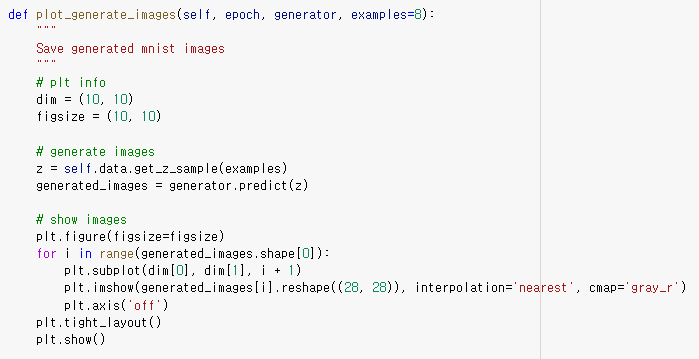 def plot_generate_images(self, epoch, generator, examples=8):
    """
    Save generated mnist images
    """
    # plt info
    dim = (10, 10)
    figsize = (10, 10)

    # generate images
    z = self.data.get_z_sample(examples)
    generated_images = generator.predict(z)

    # show images
    plt.figure(figsize=figsize)
    for i in range(generated_images.shape[0]):
        plt.subplot(dim[0], dim[1], i + 1)
        plt.imshow(generated_images[i].reshape((28, 28)), interpolation='nearest', cmap='gray_r')
        plt.axis('off')
    plt.tight_layout()
    plt.show()